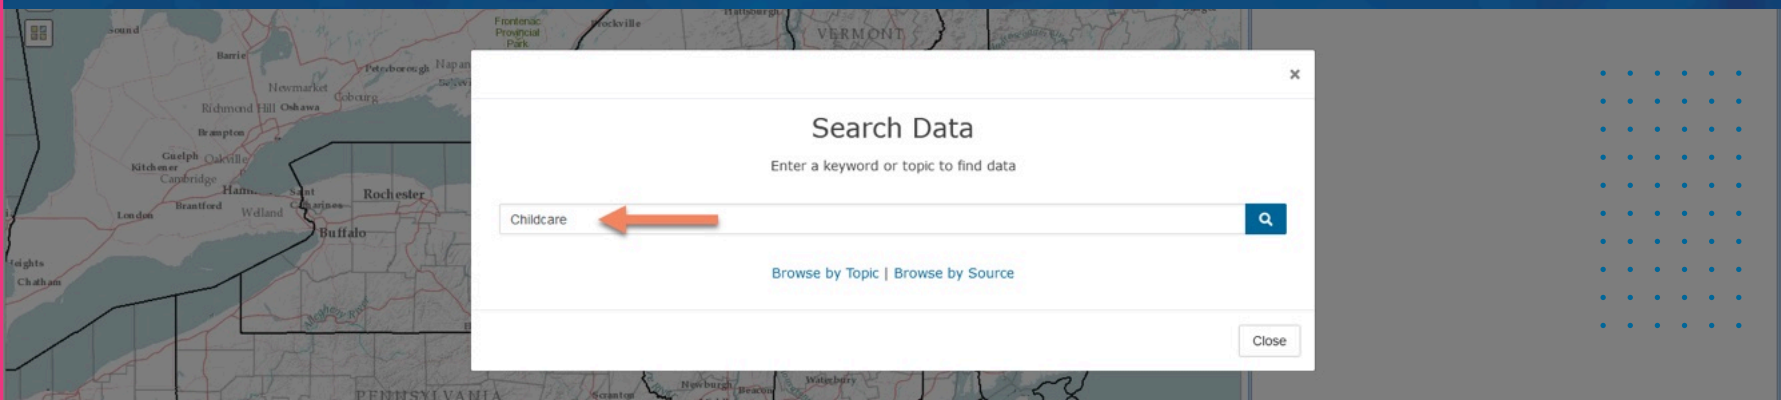 Frontenac
Provincial
Park
VERMONT
Barrie
Peterborough
Newmarket
Cobourg
Richmond Hill Oshawa
Brampton
Guelph Oakville
Kitchener
Cambridge
Brantford
Welland
London
Rochester
Buffalo
Chatham
×
Search Data
Enter a keyword or topic to find data
Childcare
Browse by Topic | Browse by Source
Close
PENNSYLVANIA
Scranton
Newburgh
Beacon
Waterbury